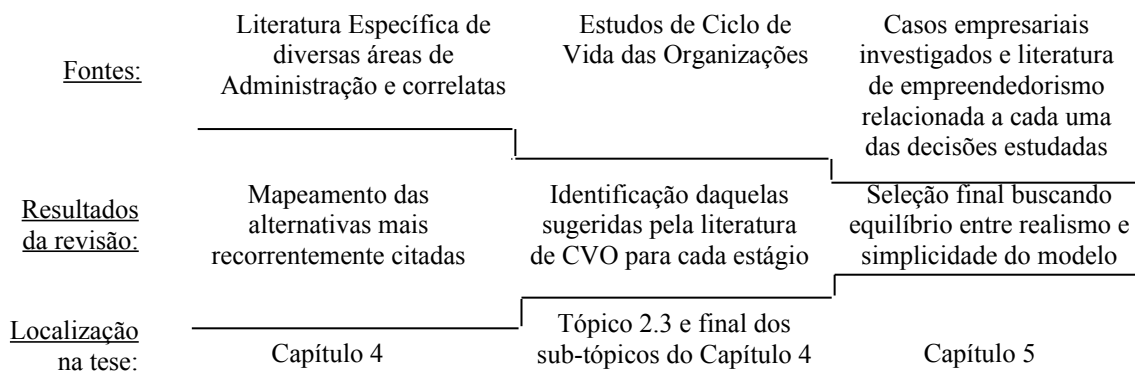 Fontes:
Literatura Específica de
diversas áreas de
Administração e correlatas
Estudos de Ciclo de
Vida das Organizações
Casos empresariais
investigados e literatura
de empreendedorismo
relacionada a cada uma
das decisões estudadas
Resultados
da revisão:
Mapeamento das
alternativas mais
recorrentemente citadas
Identificação daquelas
sugeridas pela literatura
de CVO para cada estágio
Seleção final buscando
equilíbrio entre realismo e
simplicidade do modelo
Localização
na tese:
Capítulo 4
Tópico 2.3 e final dos
sub-tópicos do Capítulo 4
Capítulo 5